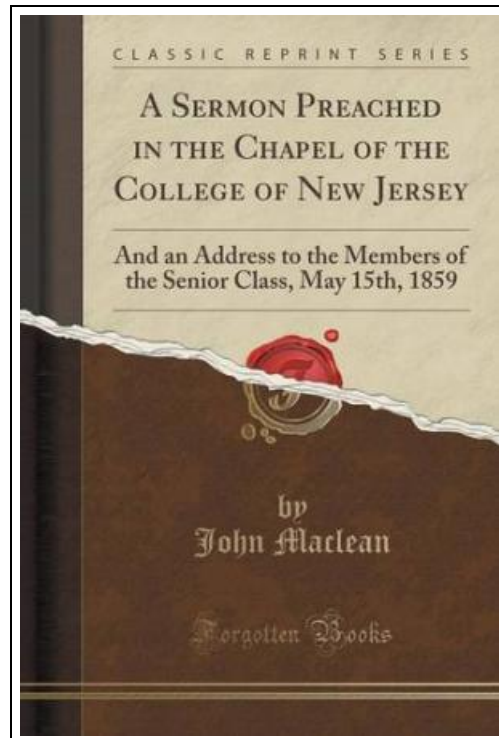 CLASSIC REPRINT SERIES
A SERMON PREACHED
IN THE CHAPEL OF THE
COLLEGE OF NEW JERSEY
And an Address to the Members of
the Senior Class, May 15th, 1859
by
John Maclean
Forgotten Books